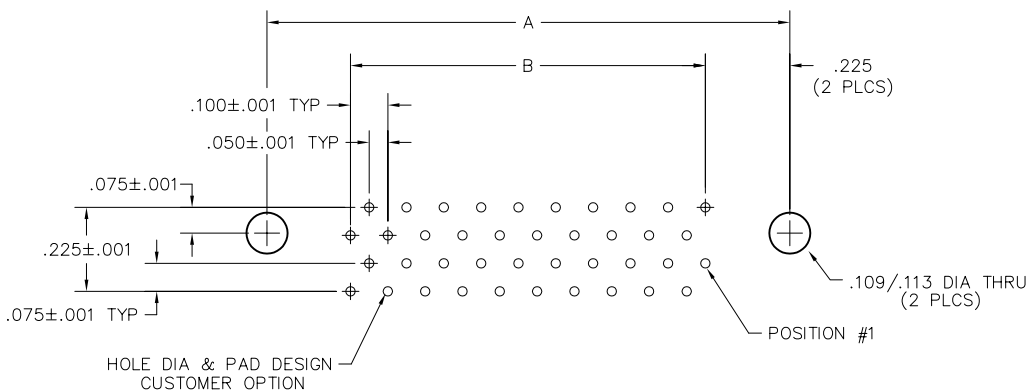 A
B
.225
(2 PLCS)
.100±.001 TYP
.050±.001 TYP
.075±.001
.225±.001
.075±.001 TYP
.109/.113 DIA THRU
(2 PLCS)
POSITION #1
HOLE DIA & PAD DESIGN
CUSTOMER OPTION